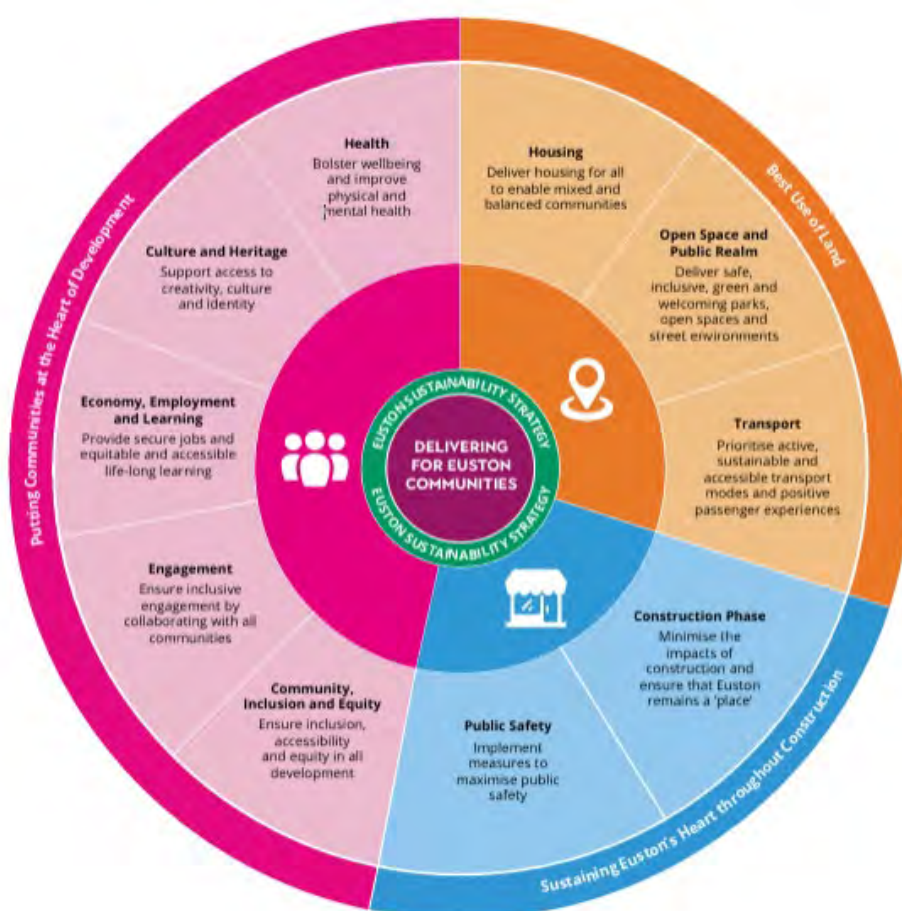 Health
Bolster wellbeing
and improve
physical and
mental health
Housing
Deliver housing for all
to enable mixed and
balanced communities
Best Use of Land
Open Space and
Public Realm
Deliver safe,
inclusive, green and
welcoming parks,
open spaces and
street environments
Culture and Heritage
Support access to
creativity, culture
and identity
Putting Communities at the Heart of Development
Economy, Employment
and Learning
Provide secure jobs and
equitable and accessible
life-long learning
EUSTON SUSTAINABILITY STRATEGY
DELIVERING
FOR EUSTON
COMMUNITIES
EUSTON SUSTAINABILITY STRATEGY
Transport
Prioritise active,
sustainable and
accessible transport
modes and positive
passenger experiences
Engagement
Ensure inclusive
engagement by
collaborating with all
communities
Construction Phase
Minimise the
impacts of
construction and
ensure that Euston
remains a 'place'
Community,
Inclusion and Equity
Ensure inclusion,
accessibility
and equity in all
development
Public Safety
Implement
measures to
maximise public
safety
Sustaining Euston's Heart throughout Construction